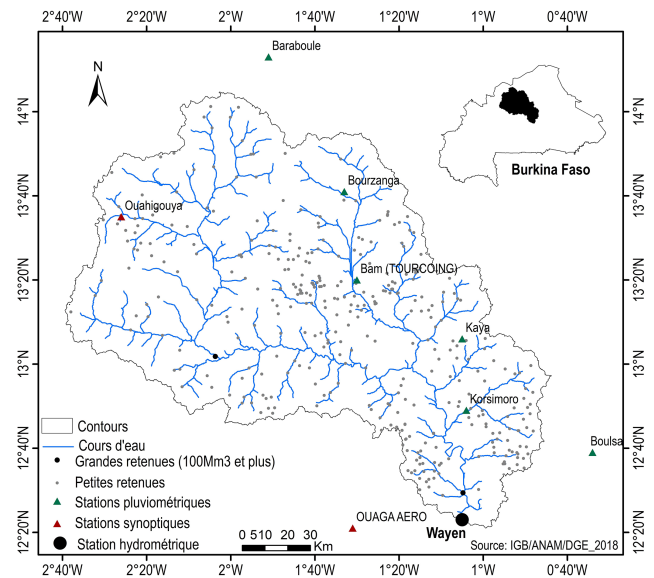 2°40'W 2°20'W 2°W 1°40'W 1°20'W 1°W 0°40'W
Baraboule
N
14°N
14°N
Burkina Faso
Bourzanga
13°40'N
13°40'N
Ouahigouya
Bam (TOURCOING)
13°20'N
13°20'N
Kaya
13°N
13°N
Korsimoro
Contours
Boulsa
Cours d'eau
12°40'N
12°40'N
Grandes retenues (100Mm3 et plus)
Petites retenues
Stations pluviométriques
Stations synoptiques
OUAGA AERO
Wayen
12°20'N
12°20'N
Station hydrométrique
0 5 10 20 30
Km
Source: IGB/ANAM/DGE_2018
2°40'W 2°20'W 2°W 1°40'W 1°20'W 1°W 0°40'W